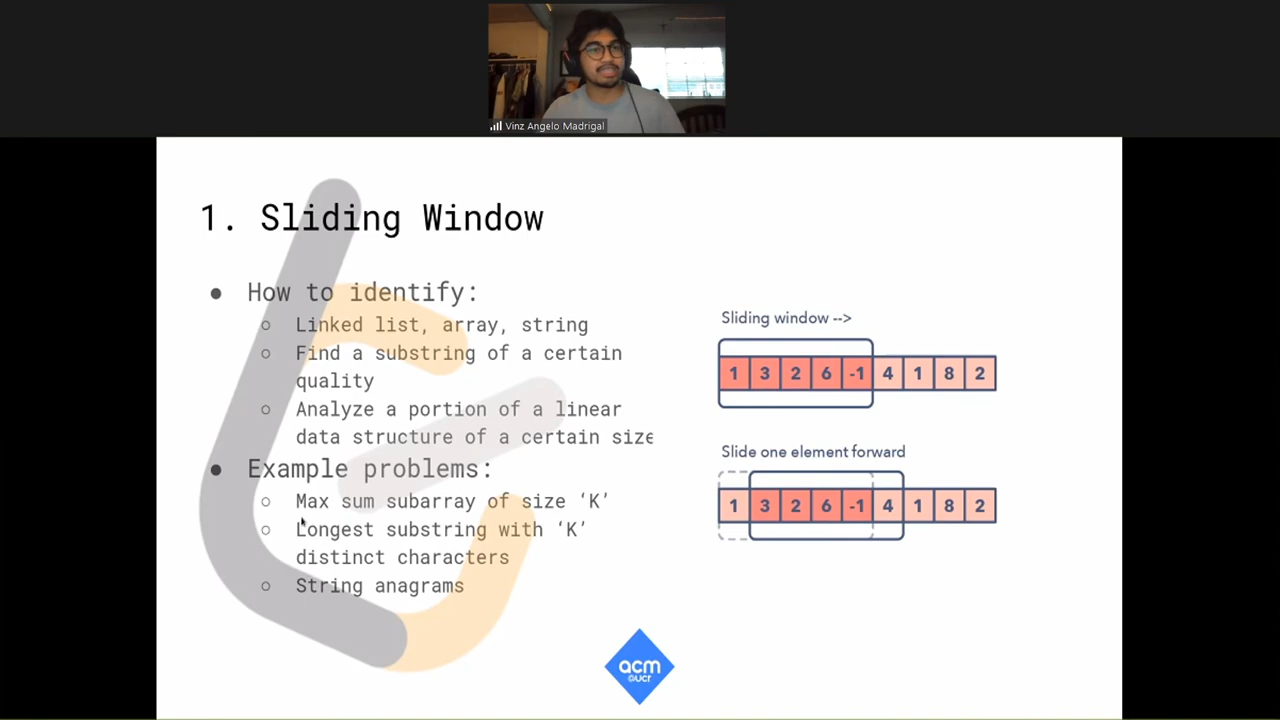 Vinz Angelo Madrigal
1. Sliding Window
● How to identify:
○ Linked list, array, string
○ Find a substring of a certain
quality
○ Analyze a portion of a linear
data structure of a certain size
● Example problems:
○ Max sum subarray of size ‘K’
○ Longest substring with ‘K’
distinct characters
○ String anagrams
Sliding window -->
1 3 2 6 -1 4 1 8 2
Slide one element forward
1 3 2 6 -1 4 1 8 2
acm
@UCR